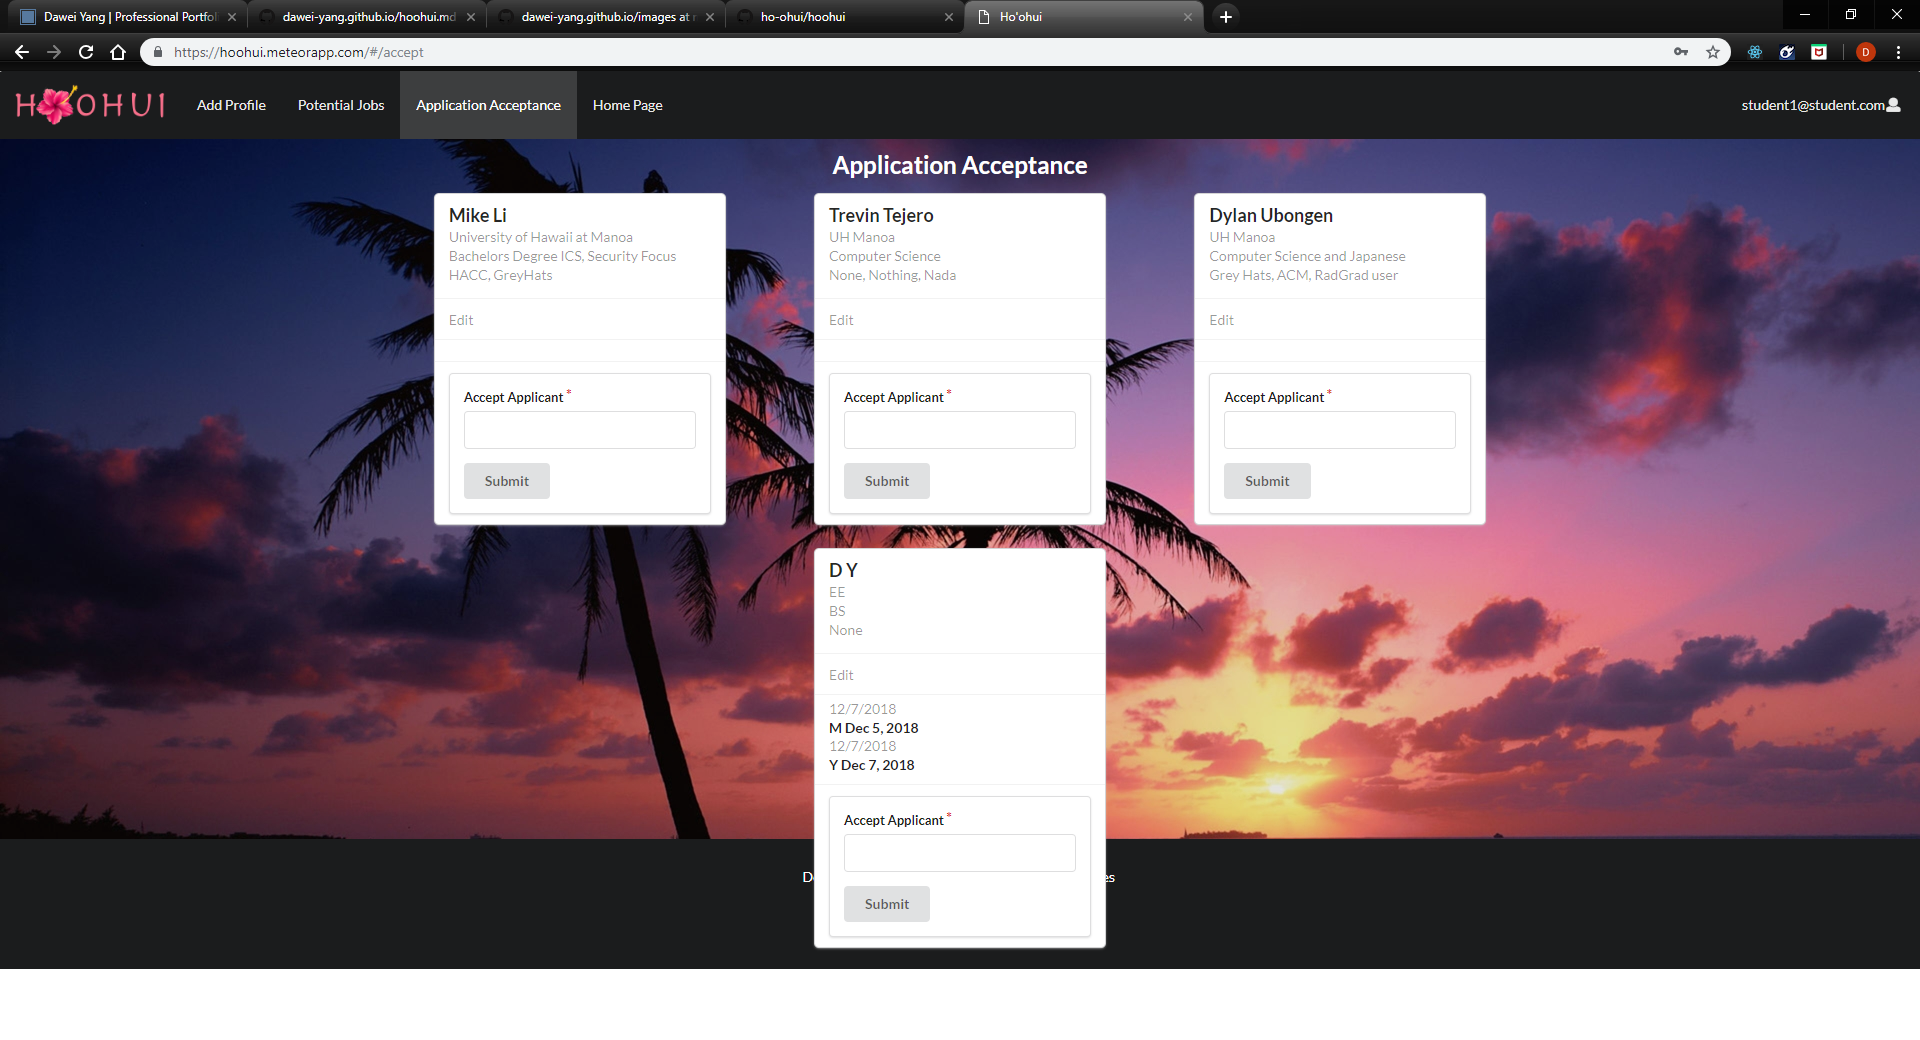 Dawei Yang | Professional Portfol
dawei-yang.github.io/hoohui.md
dawei-yang.github.io/images at
ho-ohui/hoohui
Ho'ohui
https://hoohui.meteorapp.com/#/accept
D
HOOHUI
Add Profile
Potential Jobs
Application Acceptance
Home Page
student1@student.com
Application Acceptance
Mike Li
University of Hawaii at Manoa
Bachelors Degree ICS, Security Focus
HACC, GreyHats
Edit
Accept Applicant *
Submit
Trevin Tejero
UH Manoa
Computer Science
None, Nothing, Nada
Edit
Accept Applicant *
Submit
Dylan Ubongen
UH Manoa
Computer Science and Japanese
Grey Hats, ACM, RadGrad user
Edit
Accept Applicant *
Submit
D Y
EE
BS
None
Edit
12/7/2018
M Dec 5, 2018
12/7/2018
Y Dec 7, 2018
Accept Applicant *
Submit